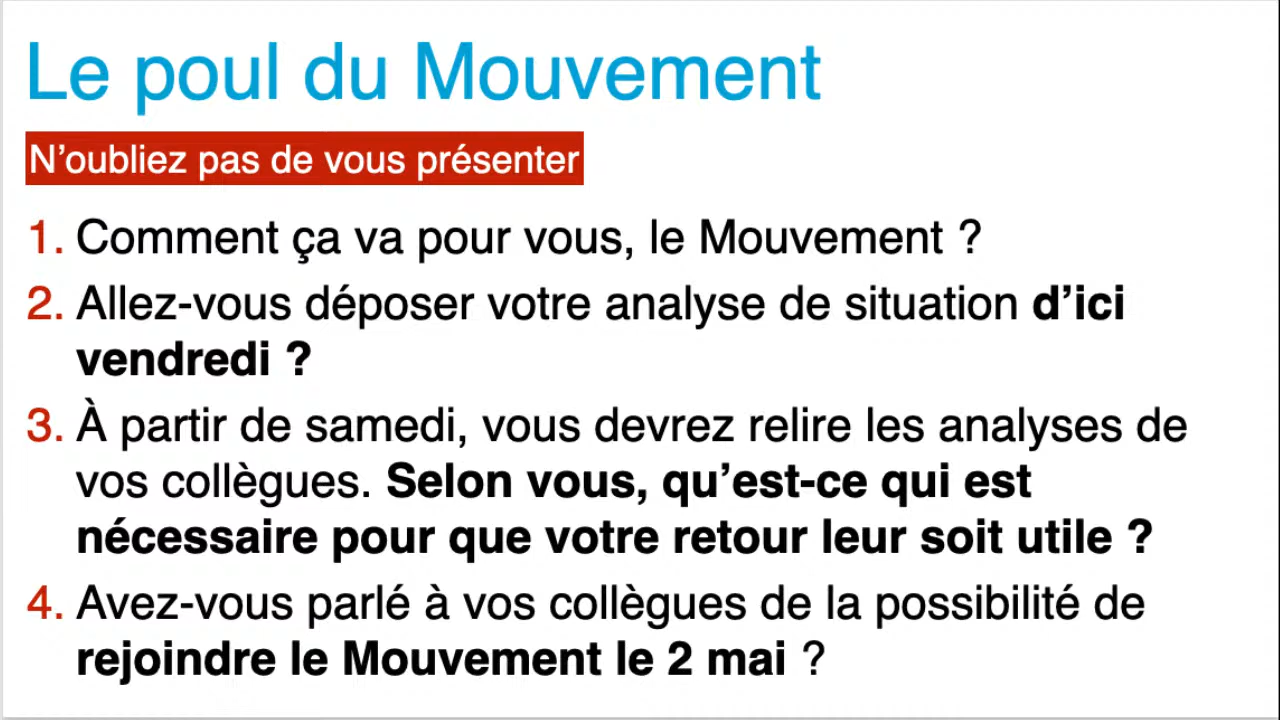 Le poul du Mouvement
N’oubliez pas de vous présenter
1. Comment ça va pour vous, le Mouvement ?
2. Allez-vous déposer votre analyse de situation d’ici
vendredi ?
3. À partir de samedi, vous devrez relire les analyses de
vos collègues. Selon vous, qu’est-ce qui est
nécessaire pour que votre retour leur soit utile ?
4. Avez-vous parlé à vos collègues de la possibilité de
rejoindre le Mouvement le 2 mai ?